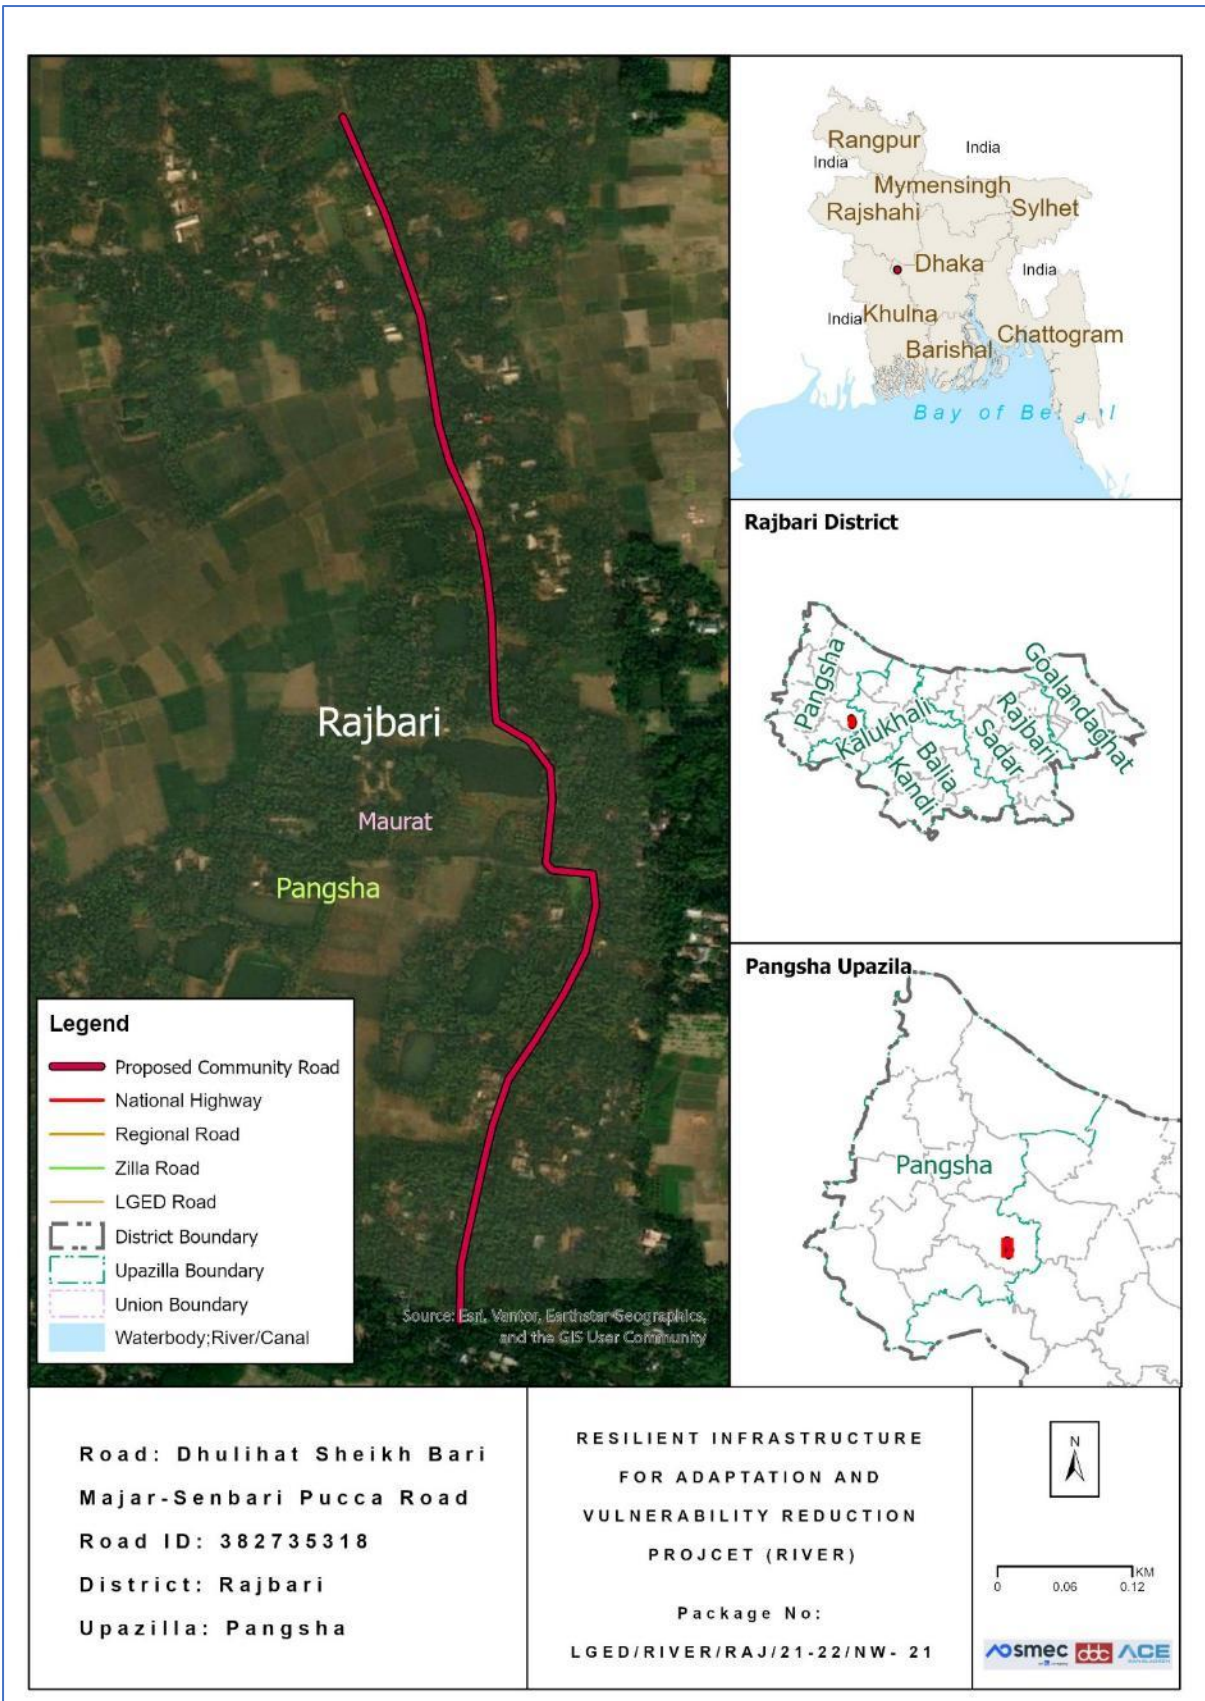 Rajbari
Maurat
Pangsha
Legend
Proposed Community Road
National Highway
Regional Road
Zilla Road
LGED Road
District Boundary
Upazilla Boundary
Union Boundary
Waterbody;River/Canal
Source: Esri, Vantor, Earthstar Geographics,
and the GIS User Community
Rangpur
India
India
Mymensingh
Rajshahi
Sylhet
Dhaka
India
India
Khulna
Chattogram
Barishal
Bay of
Rajbari District
Pangsha
Kalukhali
Balia
Kandi
Rajbari
Sadar
Goalandaghat
Pangsha Upazila
Pangsha
Road: Dhulihat Sheikh Bari
Majar-Senbari Pucca Road
Road ID: 382735318
District: Rajbari
Upazilla: Pangsha
RESILIENT INFRASTRUCTURE
FOR ADAPTATION AND
VULNERABILITY REDUCTION
PROJCET (RIVER)
Package No:
LGED/RIVER/RAJ/21-22/NW- 21
N
KM
0 0.06 0.12
smec dbc ACE